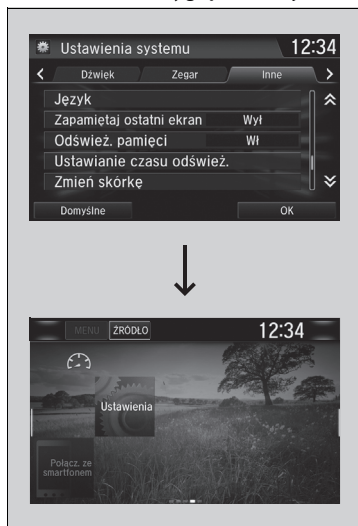 Ustawienia systemu 12:34
Dźwięk Zegar Inne
Język
Zapamiętaj ostatni ekran Wył
Odśwież. pamięci Wł
Ustawianie czasu odśwież.
Zmień skórkę
Domyślne OK
MENU ŹRÓDŁO 12:34
Ustawienia
Połącz. ze
smartfonem